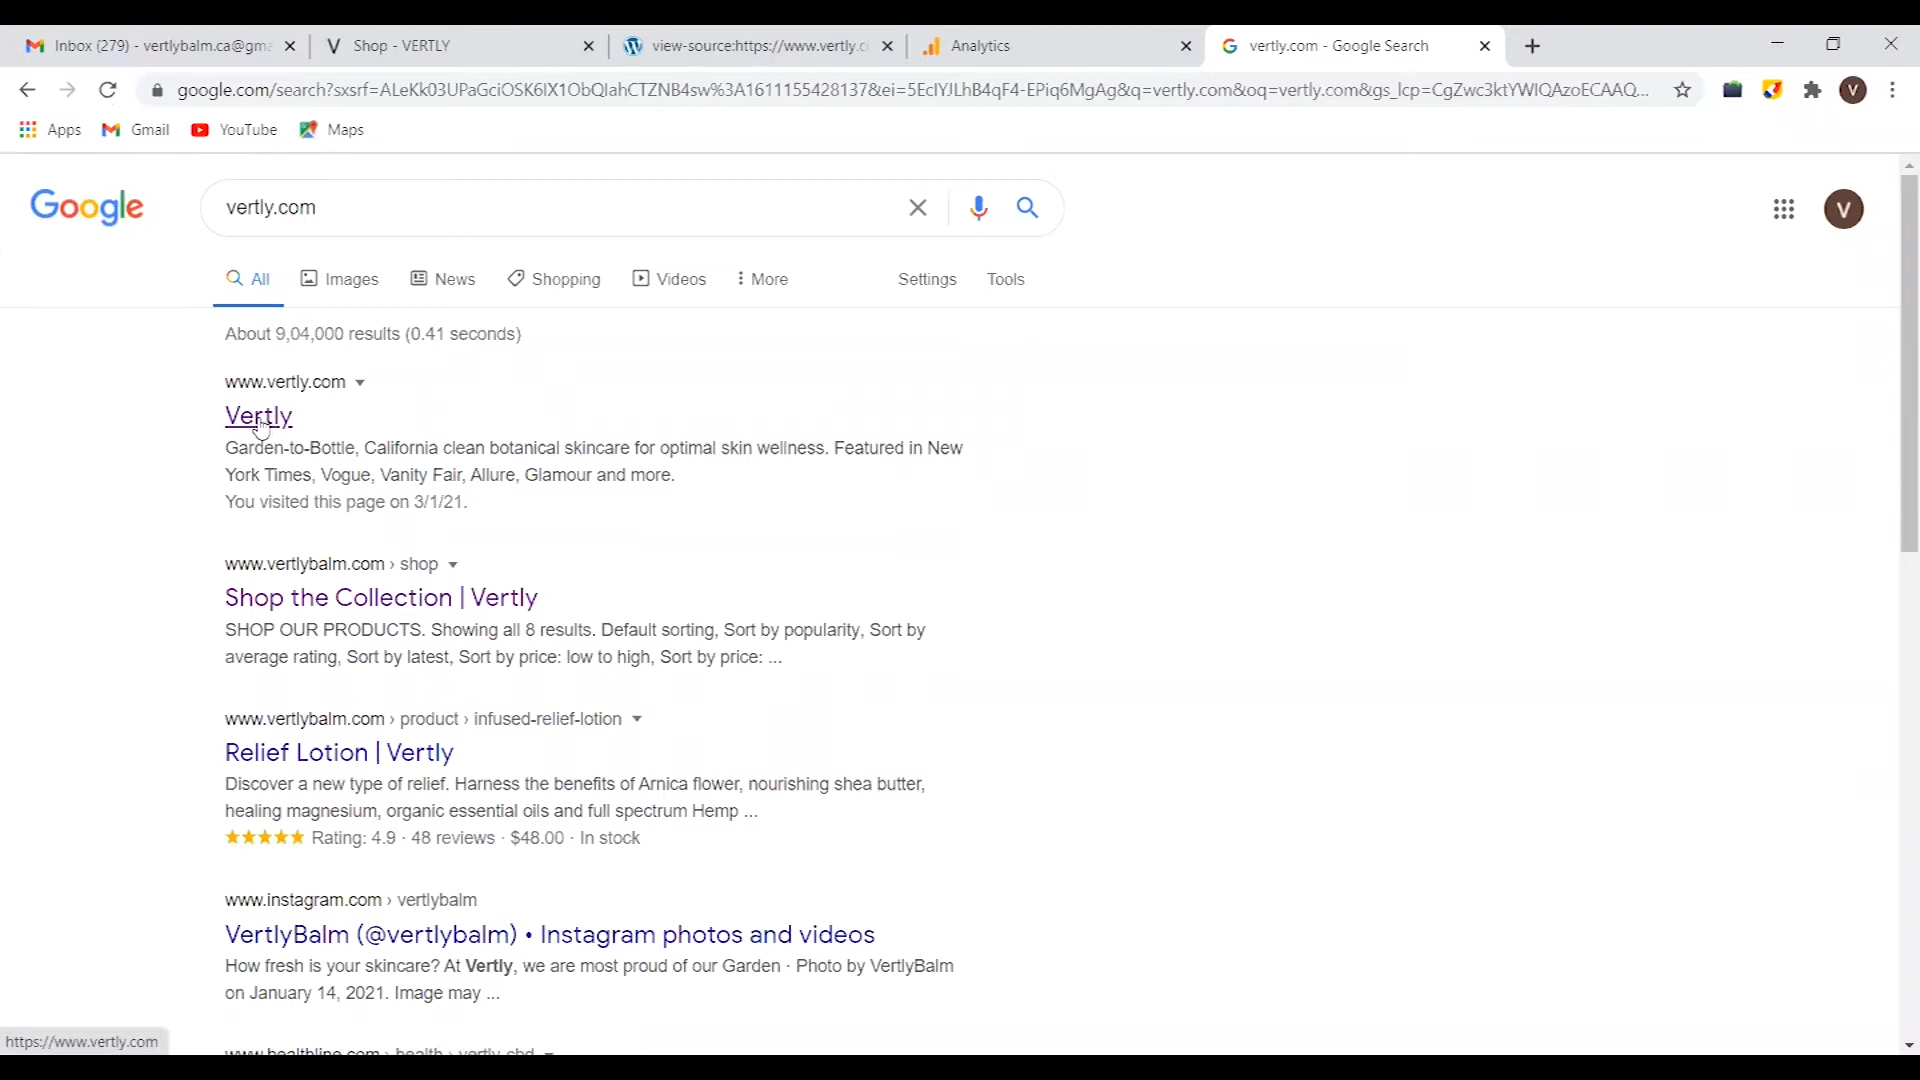 Inbox (279) - vertlybalm.ca@gma
Shop - VERTLY
view-source:https://www.vertly.c
Analytics
vertly.com - Google Search
google.com/search?sxsrf=ALeKk03UPaGciOSK6IX1ObQlahCTZNB4sw%3A1611155428137&ei=5EcIYJLhB4qF4-EPiq6MgAg&q=vertly.com&oq=vertly.com&gs_lcp=CgZwc3ktYWIQAzoECAAQ...
V
Apps
Gmail
YouTube
Maps
Google
vertly.com
V
All
Images
News
Shopping
Videos
More
Settings
Tools
About 9,04,000 results (0.41 seconds)
www.vertly.com
Vertly
Garden-to-Bottle, California clean botanical skincare for optimal skin wellness. Featured in New
York Times, Vogue, Vanity Fair, Allure, Glamour and more.
You visited this page on 3/1/21.
www.vertlybalm.com › shop
Shop the Collection | Vertly
SHOP OUR PRODUCTS. Showing all 8 results. Default sorting, Sort by popularity, Sort by
average rating, Sort by latest, Sort by price: low to high, Sort by price: ...
www.vertlybalm.com › product › infused-relief-lotion
Relief Lotion | Vertly
Discover a new type of relief. Harness the benefits of Arnica flower, nourishing shea butter,
healing magnesium, organic essential oils and full spectrum Hemp ...
Rating: 4.9 · 48 reviews · $48.00 · In stock
www.instagram.com › vertlybalm
VertlyBalm (@vertlybalm) • Instagram photos and videos
How fresh is your skincare? At Vertly, we are most proud of our Garden · Photo by VertlyBalm
on January 14, 2021. Image may ...
www.healthline.com › health › vertly-cbd
https://www.vertly.com